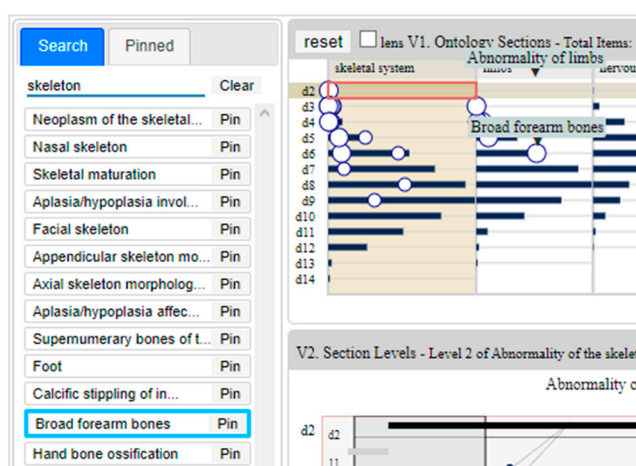 Search
Pinned
skeleton
Clear
Neoplasm of the skeletal... Pin
Nasal skeleton Pin
Skeletal maturation Pin
Aplasia/hypoplasia invol... Pin
Facial skeleton Pin
Appendicular skeleton mo... Pin
Axial skeleton morpholog... Pin
Aplasia/hypoplasia affec... Pin
Supernumerary bones of t... Pin
Foot Pin
Calcific stippling of in... Pin
Broad forearm bones Pin
Hand bone ossification Pin
reset
lens V1. Ontology Sections - Total Items:
Abnormality of limbs
skeletal system
limbs
nervou
d2
d3
d4
Broad forearm bones
d5
d6
d7
d8
d9
d10
d11
d12
d13
d14
V2. Section Levels - Level 2 of Abnormality of the skelet
Abnormality o
d2
d2
11